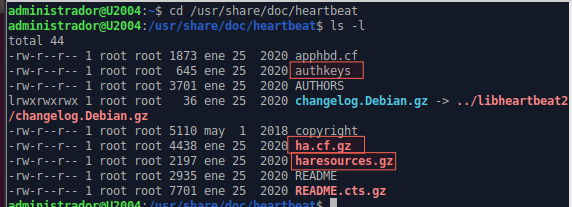 administrador@U2004:~$ cd /usr/share/doc/heartbeat
administrador@U2004:/usr/share/doc/heartbeat$ ls -l
total 44
-rw-r--r-- 1 root root 1873 ene 25  2020 apphbd.cf
-rw-r--r-- 1 root root  645 ene 25  2020 authkeys
-rw-r--r-- 1 root root 3701 ene 25  2020 AUTHORS
lrwxrwxrwx 1 root root   36 ene 25  2020 changelog.Debian.gz -> ../libheartbeat2
/changelog.Debian.gz
-rw-r--r-- 1 root root 5110 may  1  2018 copyright
-rw-r--r-- 1 root root 4438 ene 25  2020 ha.cf.gz
-rw-r--r-- 1 root root 2197 ene 25  2020 haresources.gz
-rw-r--r-- 1 root root 2935 ene 25  2020 README
-rw-r--r-- 1 root root 7701 ene 25  2020 README.cts.gz
administrador@U2004:/usr/share/doc/heartbeat$